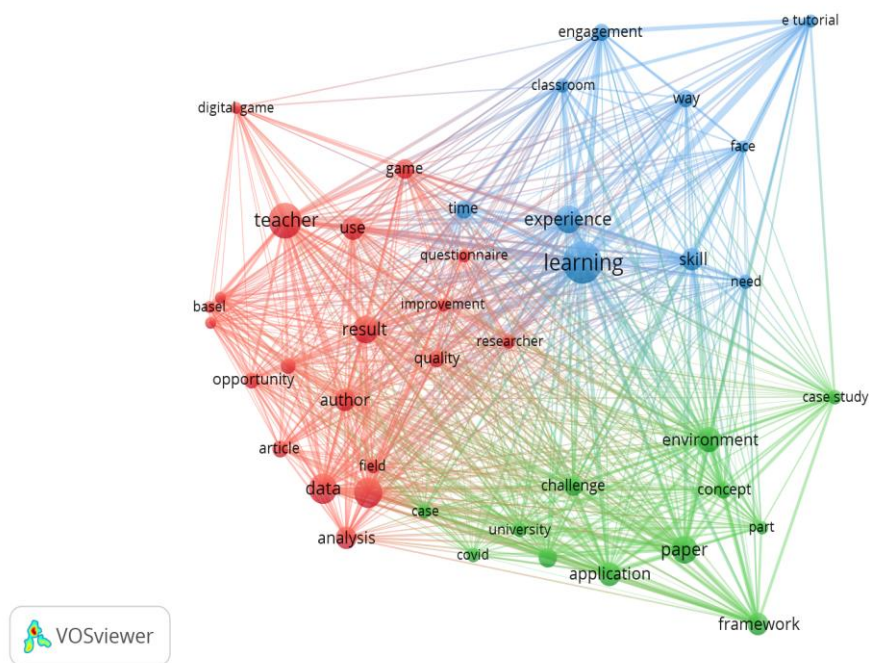 e tutorial
engagement
classroom
way
digital game
face
game
time
experience
teacher
use
questionnaire
learning
skill
need
improvement
basel
result
researcher
quality
opportunity
case study
author
environment
article
field
data
challenge
concept
case
part
university
analysis
covid
paper
application
framework
VOSviewer